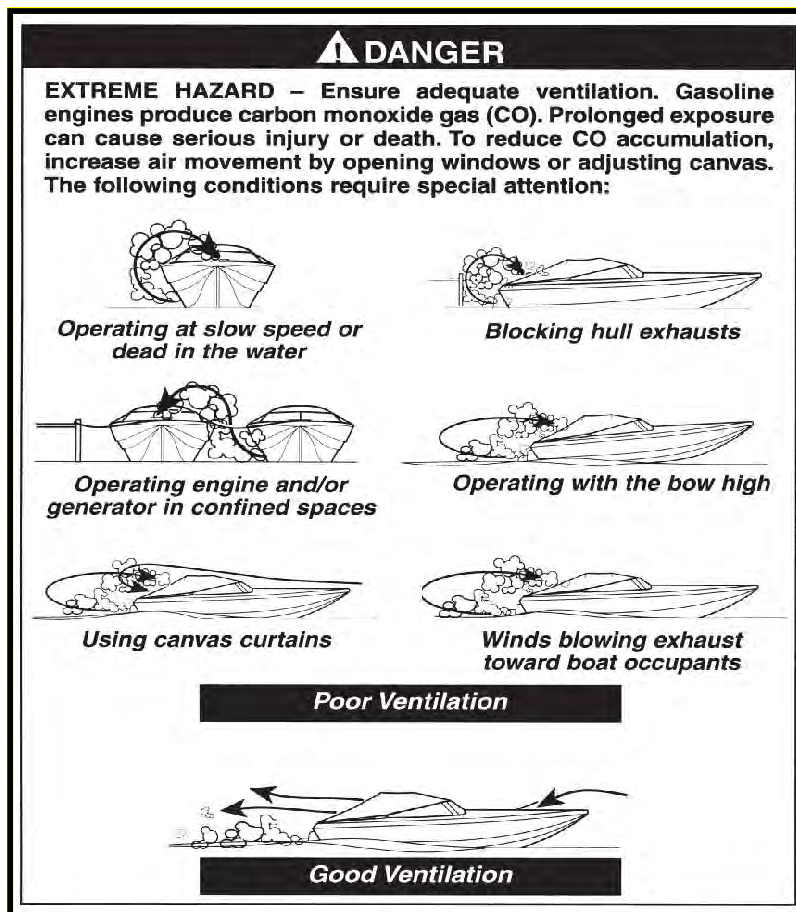 DANGER
EXTREME HAZARD – Ensure adequate ventilation. Gasoline
engines produce carbon monoxide gas (CO). Prolonged exposure
can cause serious injury or death. To reduce CO accumulation,
increase air movement by opening windows or adjusting canvas.
The following conditions require special attention:
Operating at slow speed or
dead in the water
Blocking hull exhausts
Operating engine and/or
generator in confined spaces
Operating with the bow high
Using canvas curtains
Winds blowing exhaust
toward boat occupants
Poor Ventilation
Good Ventilation